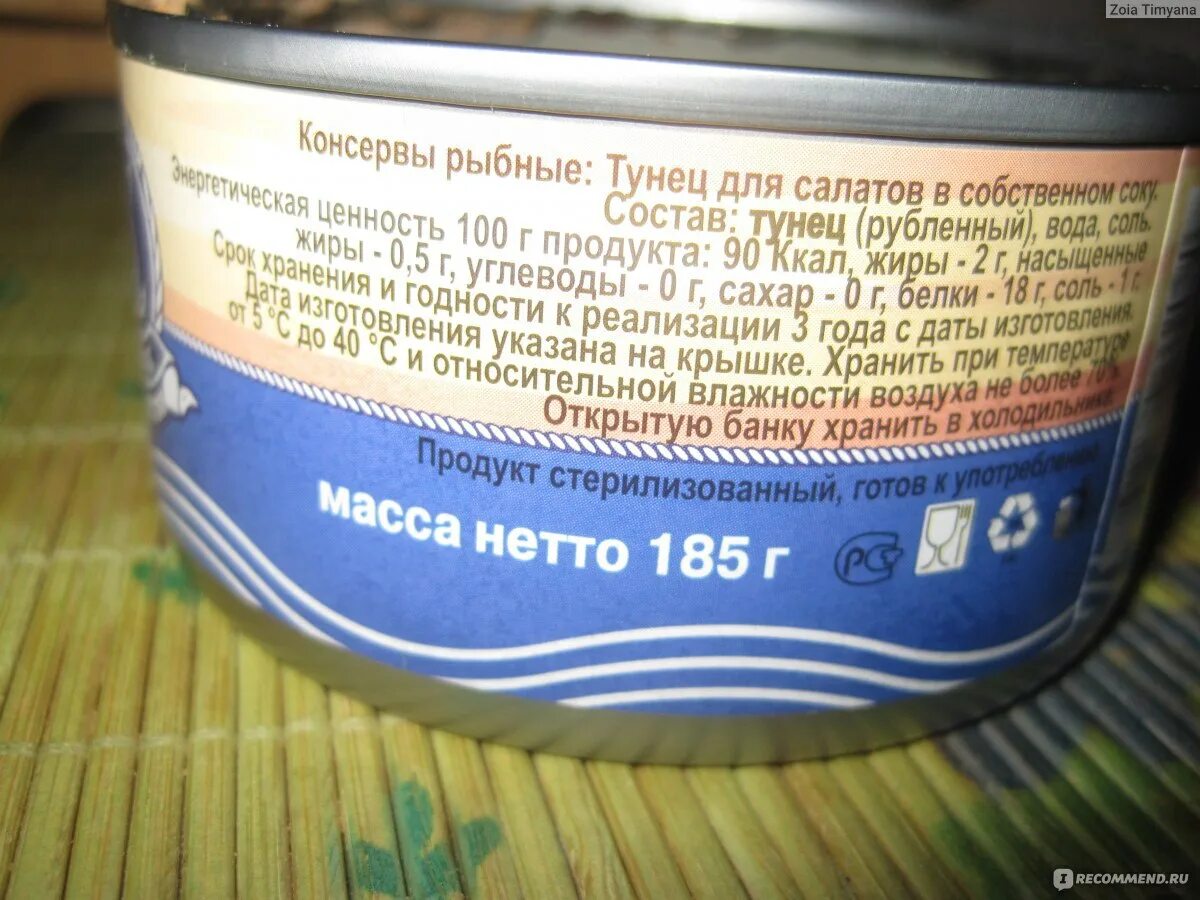 Zoia Timyana
Консервы рыбные: Тунец для салатов в собственном соку.
Состав: тунец (рубленный), вода, соль.
Энергетическая ценность 100 г продукта: 90 Ккал, жиры - 2 г, насыщенные
жиры - 0,5 г, углеводы - 0 г, сахар - 0 г, белки - 18 г, соль - 1 г.
Срок хранения и годности к реализации 3 года с даты изготовления.
Дата изготовления указана на крышке. Хранить при температуре
от 5 °С до 40 °С и относительной влажности воздуха не более 70%.
Открытую банку хранить в холодильнике.
Продукт стерилизованный, готов к употреблению
масса нетто 185 г
РСТ
IRECOMMEND.RU